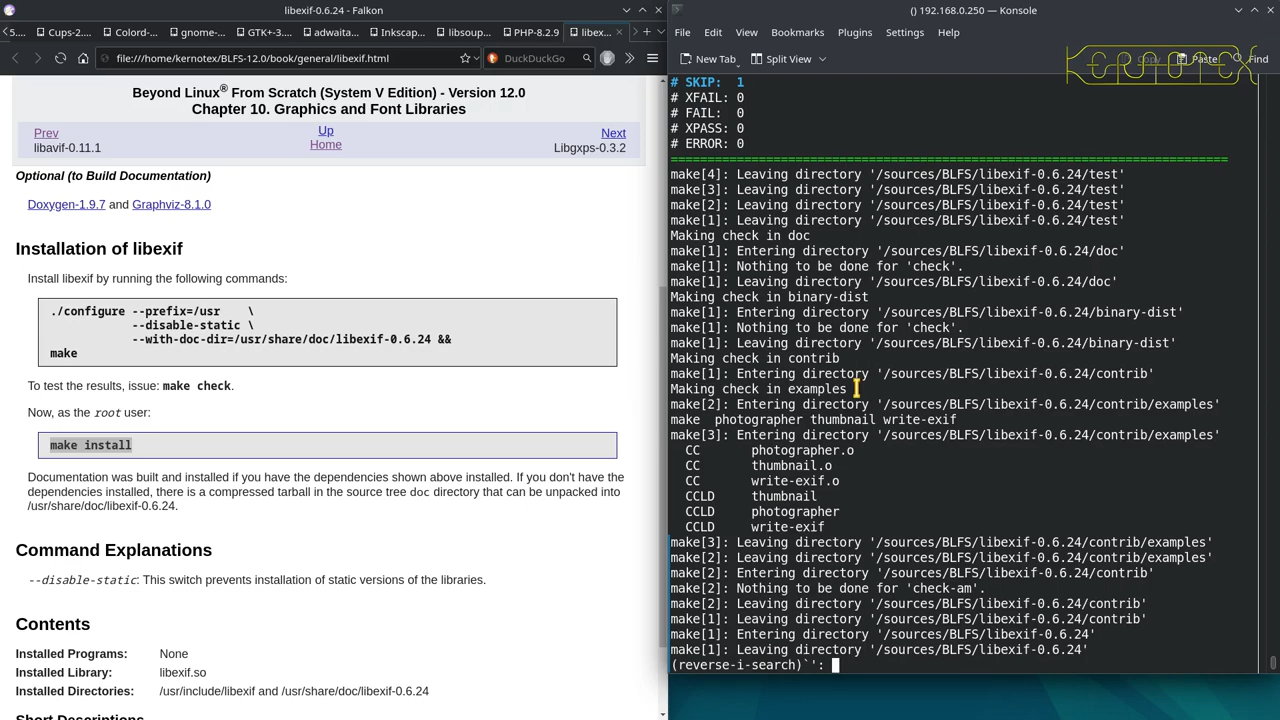 libexif-0.6.24 - Falkon
5....
Cups-2....
Colord-...
gnome-...
GTK+-3....
adwaita...
Inkscap...
libsoup...
PHP-8.2.9
libex...
file:///home/kernotex/BLFS-12.0/book/general/libexif.html
DuckDuckGo
Beyond Linux® From Scratch (System V Edition) - Version 12.0
Chapter 10. Graphics and Font Libraries
Prev
Up
Next
libavif-0.11.1
Home
Libgxps-0.3.2
Optional (to Build Documentation)
Doxygen-1.9.7 and Graphviz-8.1.0
Installation of libexif
Install libexif by running the following commands:
./configure --prefix=/usr    \
--disable-static \
--with-doc-dir=/usr/share/doc/libexif-0.6.24 &&
make
To test the results, issue: make check.
Now, as the root user:
make install
Documentation was built and installed if you have the dependencies shown above installed. If you don't have the
dependencies installed, there is a compressed tarball in the source tree doc directory that can be unpacked into
/usr/share/doc/libexif-0.6.24.
Command Explanations
--disable-static: This switch prevents installation of static versions of the libraries.
Contents
Installed Programs: None
Installed Library: libexif.so
Installed Directories: /usr/include/libexif and /usr/share/doc/libexif-0.6.24
Short Descriptions
() 192.168.0.250 — Konsole
File Edit View Bookmarks Plugins Settings Help
New Tab
Split View
Copy
Paste
Find
KERNOTEX
# SKIP:  1
# XFAIL: 0
# FAIL:  0
# XPASS: 0
# ERROR: 0
============================================================================
make[4]: Leaving directory '/sources/BLFS/libexif-0.6.24/test'
make[3]: Leaving directory '/sources/BLFS/libexif-0.6.24/test'
make[2]: Leaving directory '/sources/BLFS/libexif-0.6.24/test'
make[1]: Leaving directory '/sources/BLFS/libexif-0.6.24/test'
Making check in doc
make[1]: Entering directory '/sources/BLFS/libexif-0.6.24/doc'
make[1]: Nothing to be done for 'check'.
make[1]: Leaving directory '/sources/BLFS/libexif-0.6.24/doc'
Making check in binary-dist
make[1]: Entering directory '/sources/BLFS/libexif-0.6.24/binary-dist'
make[1]: Nothing to be done for 'check'.
make[1]: Leaving directory '/sources/BLFS/libexif-0.6.24/binary-dist'
Making check in contrib
make[1]: Entering directory '/sources/BLFS/libexif-0.6.24/contrib'
Making check in examples
make[2]: Entering directory '/sources/BLFS/libexif-0.6.24/contrib/examples'
make  photographer thumbnail write-exif
make[3]: Entering directory '/sources/BLFS/libexif-0.6.24/contrib/examples'
CC       photographer.o
CC       thumbnail.o
CC       write-exif.o
CCLD     thumbnail
CCLD     photographer
CCLD     write-exif
make[3]: Leaving directory '/sources/BLFS/libexif-0.6.24/contrib/examples'
make[2]: Leaving directory '/sources/BLFS/libexif-0.6.24/contrib/examples'
make[2]: Entering directory '/sources/BLFS/libexif-0.6.24/contrib'
make[2]: Nothing to be done for 'check-am'.
make[2]: Leaving directory '/sources/BLFS/libexif-0.6.24/contrib'
make[1]: Leaving directory '/sources/BLFS/libexif-0.6.24/contrib'
make[1]: Entering directory '/sources/BLFS/libexif-0.6.24'
make[1]: Leaving directory '/sources/BLFS/libexif-0.6.24'
(reverse-i-search)`':